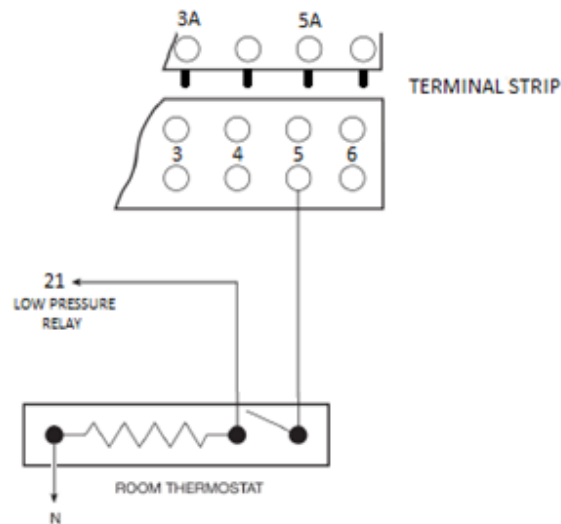 3A 5A
TERMINAL STRIP
3 4 5 6
21
LOW PRESSURE
RELAY
ROOM THERMOSTAT
N